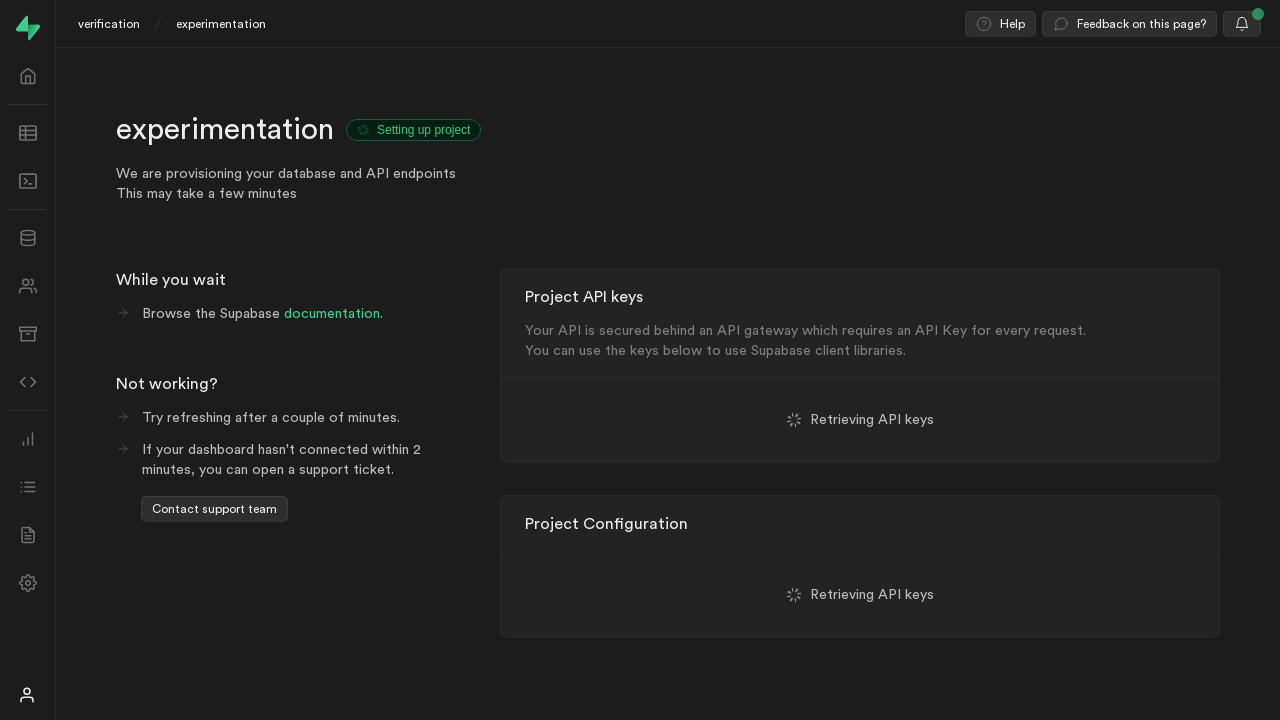 verification / experimentation
Help
Feedback on this page?
experimentation
Setting up project
We are provisioning your database and API endpoints
This may take a few minutes
While you wait
Browse the Supabase documentation.
Not working?
Try refreshing after a couple of minutes.
If your dashboard hasn't connected within 2
minutes, you can open a support ticket.
Contact support team
Project API keys
Your API is secured behind an API gateway which requires an API Key for every request.
You can use the keys below to use Supabase client libraries.
Retrieving API keys
Project Configuration
Retrieving API keys